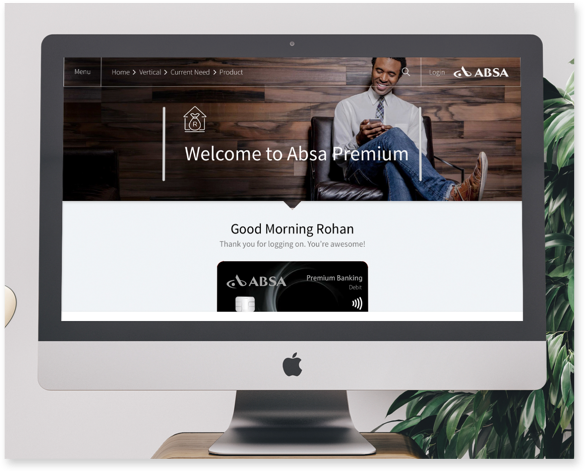 Menu
Home > Vertical > Current Need > Product
Login
ABSA
R
Welcome to Absa Premium
Good Morning Rohan
Thank you for logging on. You're awesome!
ABSA
Premium Banking
Debit